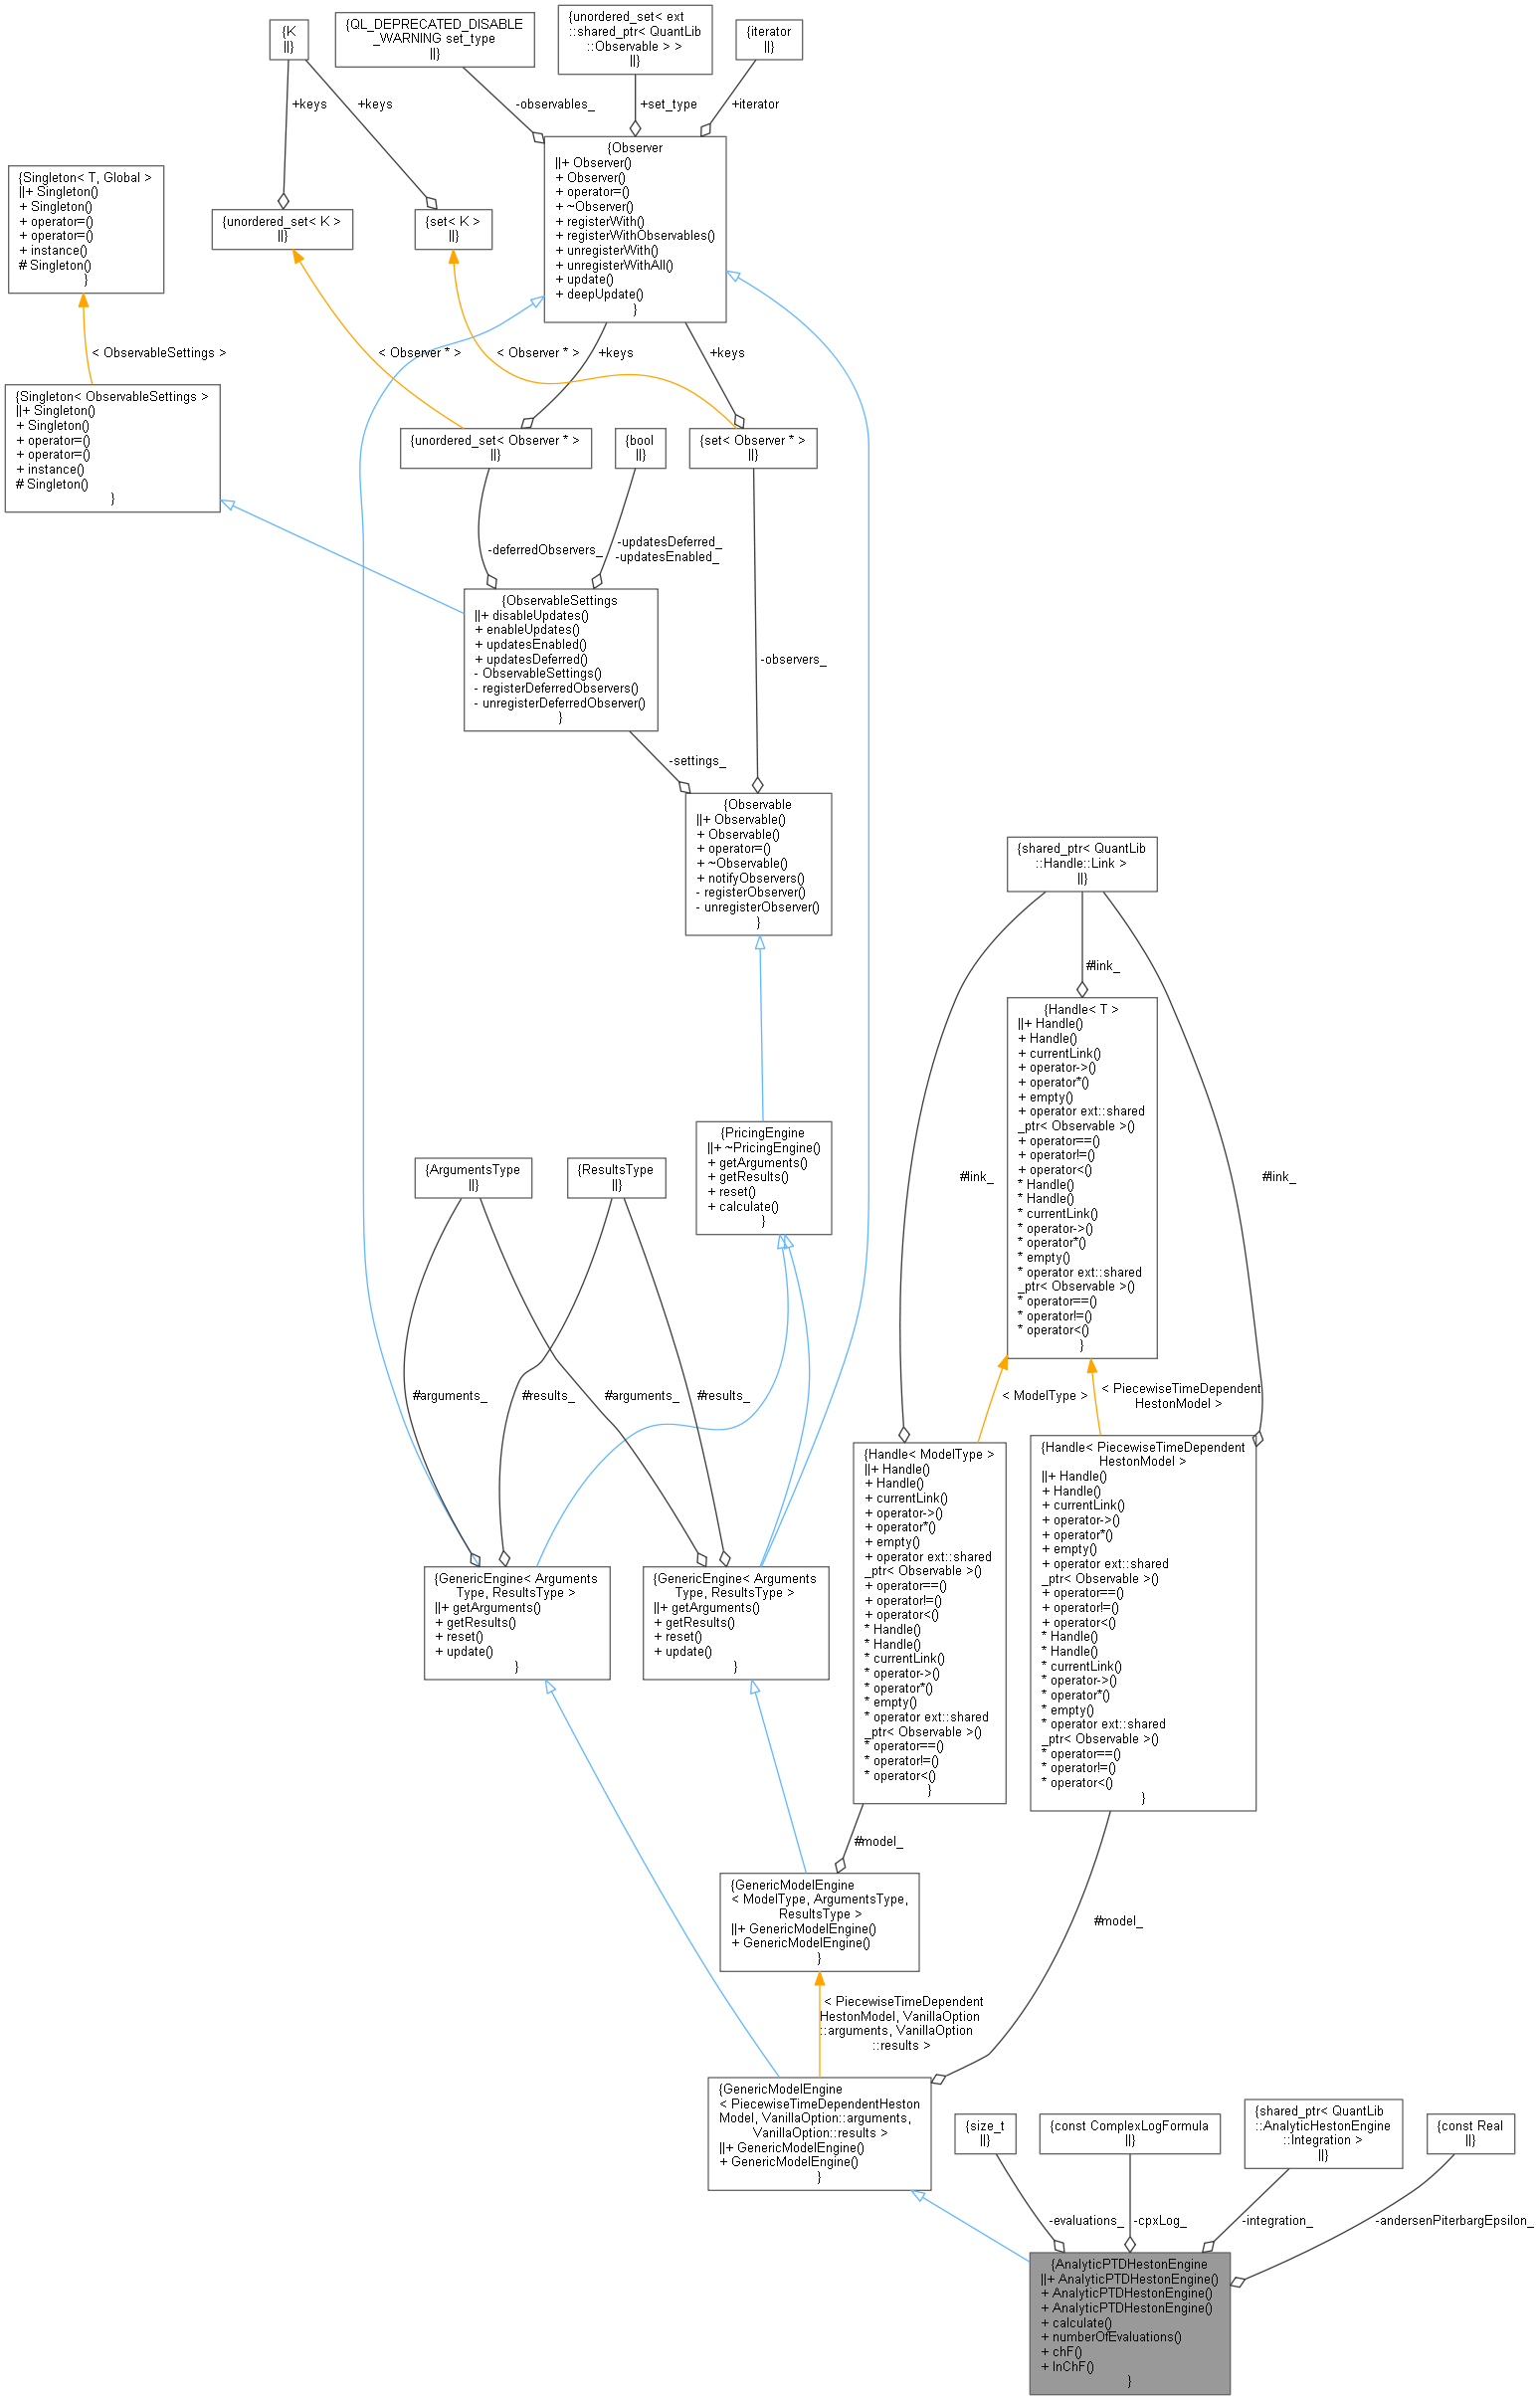 {K
||}
{QL_DEPRECATED_DISABLE
_WARNING set_type
||}
{unordered_set< ext
::shared_ptr< QuantLib
::Observable > >
||}
{iterator
||}
+keys
+keys
-observables_
+set_type
+iterator
{Singleton< T, Global >
||+ Singleton()
+ Singleton()
+ operator=()
+ operator=()
+ instance()
# Singleton()
}
{unordered_set< K >
||}
{set< K >
||}
{Observer
||+ Observer()
+ Observer()
+ operator=()
+ ~Observer()
+ registerWith()
+ registerWithObservables()
+ unregisterWith()
+ unregisterWithAll()
+ update()
+ deepUpdate()
}
< ObservableSettings >
< Observer * >
< Observer * >
+keys
+keys
{Singleton< ObservableSettings >
||+ Singleton()
+ Singleton()
+ operator=()
+ operator=()
+ instance()
# Singleton()
}
{unordered_set< Observer * >
||}
{bool
||}
{set< Observer * >
||}
-deferredObservers_
-updatesDeferred_
-updatesEnabled_
{ObservableSettings
||+ disableUpdates()
+ enableUpdates()
+ updatesEnabled()
+ updatesDeferred()
- ObservableSettings()
- registerDeferredObservers()
- unregisterDeferredObserver()
}
-observers_
-settings_
{Observable
||+ Observable()
+ Observable()
+ operator=()
+ ~Observable()
+ notifyObservers()
- registerObserver()
- unregisterObserver()
}
{shared_ptr< QuantLib
::Handle::Link >
||}
#link_
{Handle< T >
||+ Handle()
+ Handle()
+ currentLink()
+ operator->()
+ operator*()
+ empty()
+ operator ext::shared
_ptr< Observable >()
+ operator==()
+ operator!=()
+ operator<()
* Handle()
* Handle()
* currentLink()
* operator->()
* operator*()
* empty()
* operator ext::shared
_ptr< Observable >()
* operator==()
* operator!=()
* operator<()
}
{PricingEngine
||+ ~PricingEngine()
+ getArguments()
+ getResults()
+ reset()
+ calculate()
}
{ArgumentsType
||}
{ResultsType
||}
#link_
#link_
#arguments_
#results_
#arguments_
#results_
< ModelType >
< PiecewiseTimeDependent
HestonModel >
{Handle< ModelType >
||+ Handle()
+ Handle()
+ currentLink()
+ operator->()
+ operator*()
+ empty()
+ operator ext::shared
_ptr< Observable >()
+ operator==()
+ operator!=()
+ operator<()
* Handle()
* Handle()
* currentLink()
* operator->()
* operator*()
* empty()
* operator ext::shared
_ptr< Observable >()
* operator==()
* operator!=()
* operator<()
}
{Handle< PiecewiseTimeDependent
HestonModel >
||+ Handle()
+ Handle()
+ currentLink()
+ operator->()
+ operator*()
+ empty()
+ operator ext::shared
_ptr< Observable >()
+ operator==()
+ operator!=()
+ operator<()
* Handle()
* Handle()
* currentLink()
* operator->()
* operator*()
* empty()
* operator ext::shared
_ptr< Observable >()
* operator==()
* operator!=()
* operator<()
}
{GenericEngine< Arguments
Type, ResultsType >
||+ getArguments()
+ getResults()
+ reset()
+ update()
}
{GenericEngine< Arguments
Type, ResultsType >
||+ getArguments()
+ getResults()
+ reset()
+ update()
}
#model_
{GenericModelEngine
< ModelType, ArgumentsType,
ResultsType >
||+ GenericModelEngine()
+ GenericModelEngine()
}
#model_
< PiecewiseTimeDependent
HestonModel, VanillaOption
::arguments, VanillaOption
::results >
{GenericModelEngine
< PiecewiseTimeDependentHeston
Model, VanillaOption::arguments,
VanillaOption::results >
||+ GenericModelEngine()
+ GenericModelEngine()
}
{size_t
||}
{const ComplexLogFormula
||}
{shared_ptr< QuantLib
::AnalyticHestonEngine
::Integration >
||}
{const Real
||}
-evaluations_
-cpxLog_
-integration_
-andersenPiterbargEpsilon_
{AnalyticPTDHestonEngine
||+ AnalyticPTDHestonEngine()
+ AnalyticPTDHestonEngine()
+ AnalyticPTDHestonEngine()
+ calculate()
+ numberOfEvaluations()
+ chF()
+ lnChF()
}